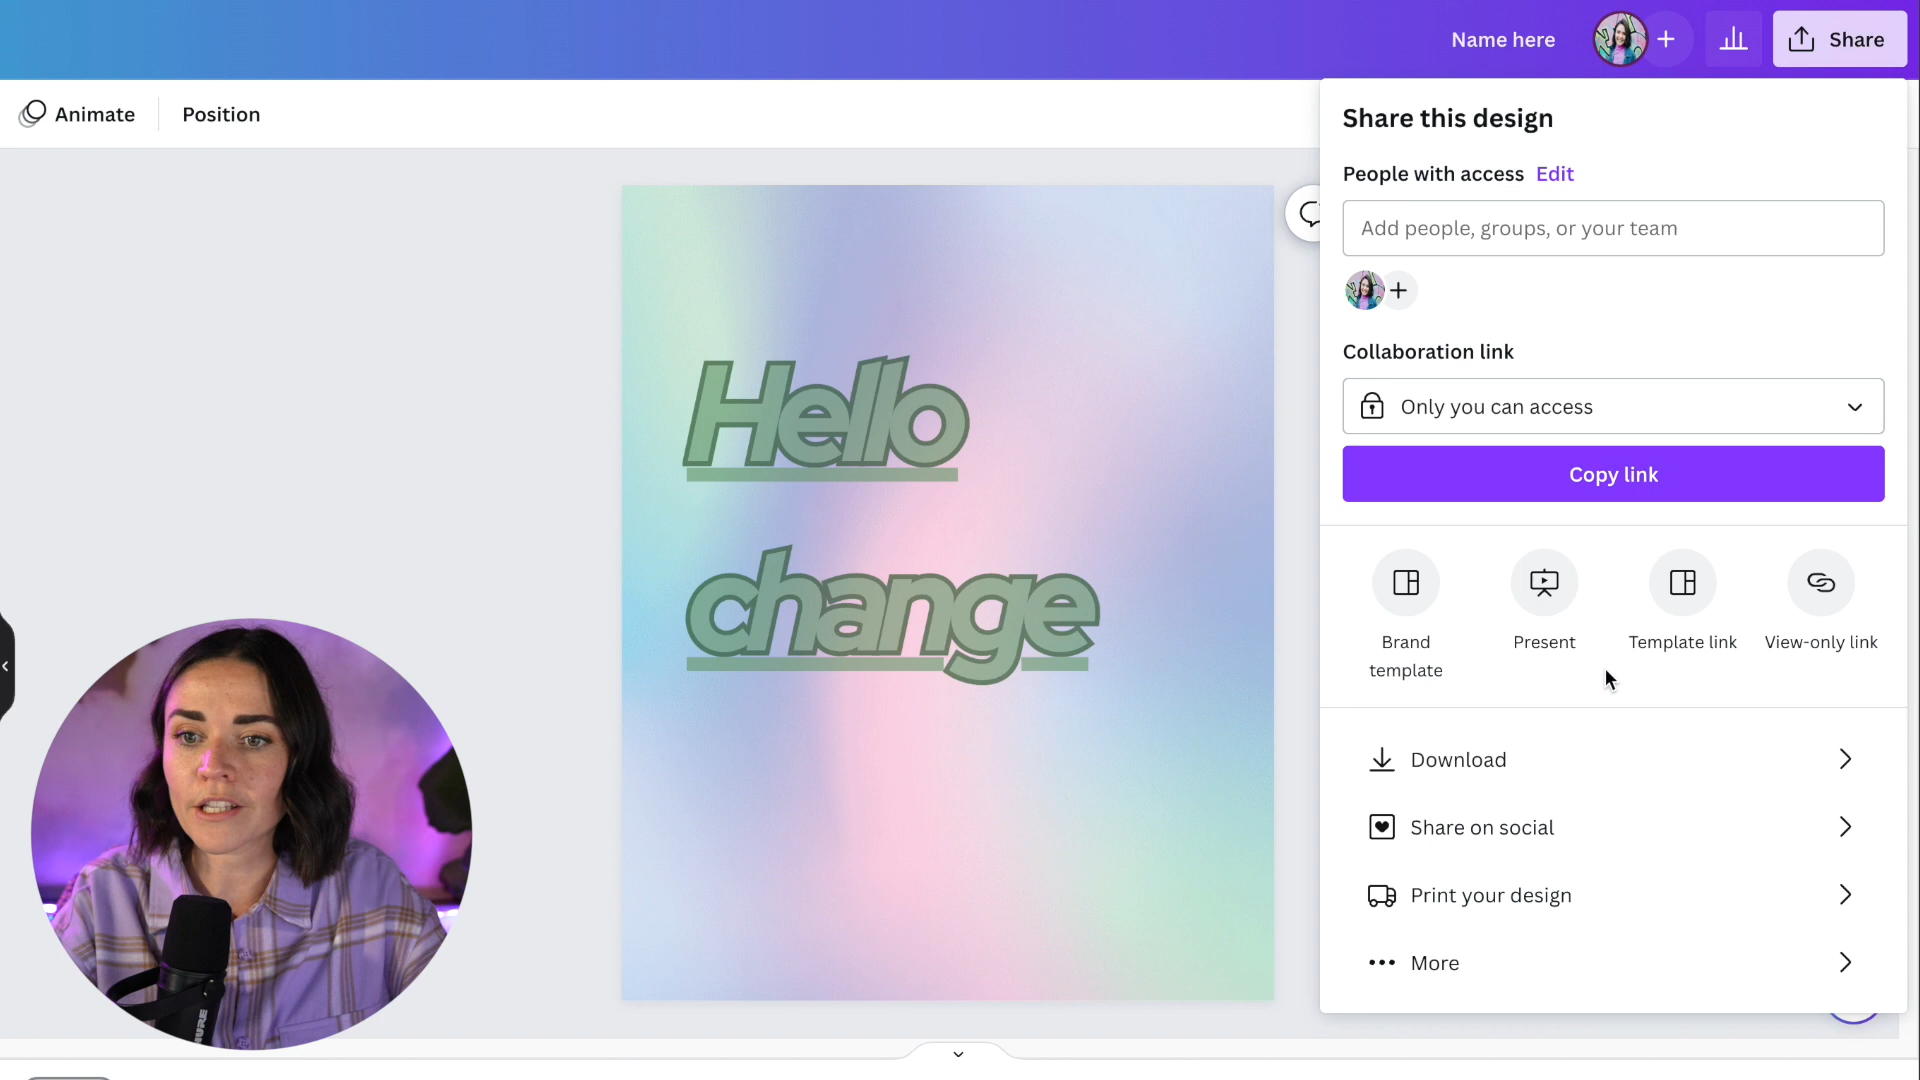 Name here
Share
Animate
Position
Share this design
People with access Edit
Add people, groups, or your team
Collaboration link
Only you can access
Copy link
Brand template
Present
Template link
View-only link
Download
Share on social
Print your design
More
Hello
change